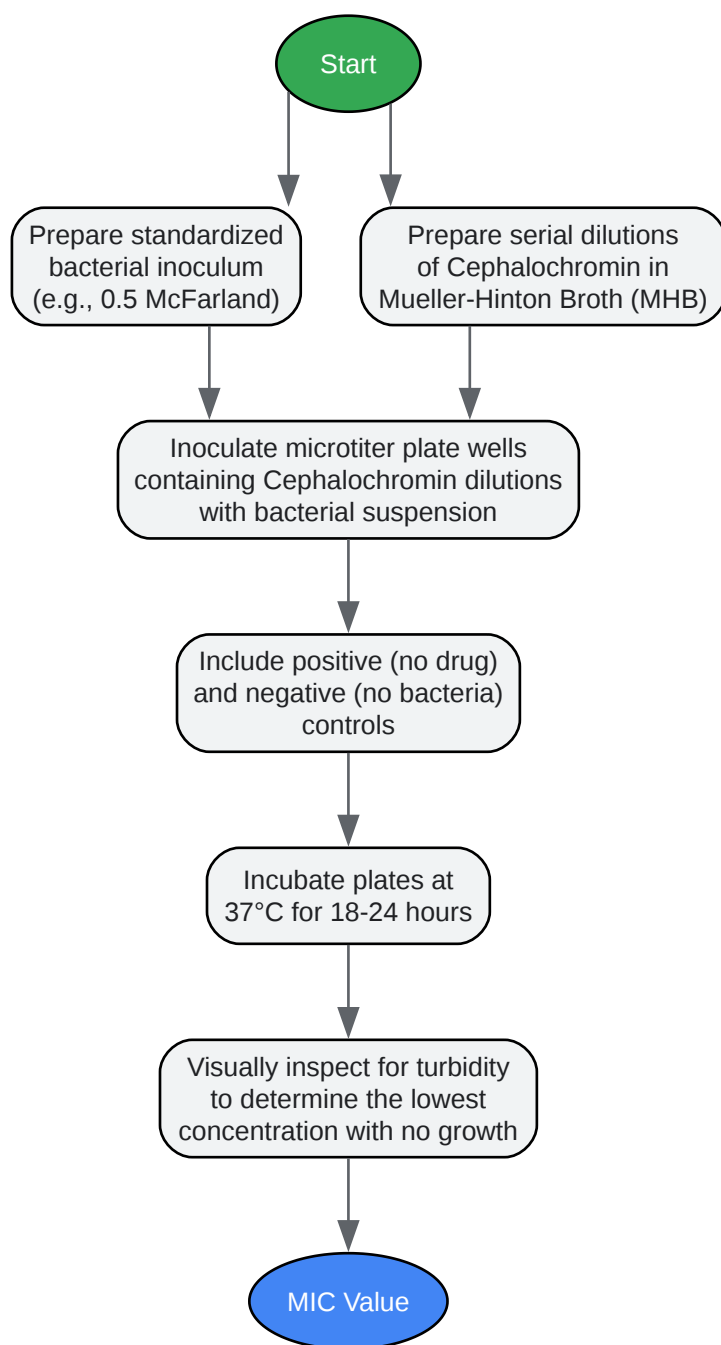 Start
Prepare standardized
bacterial inoculum
(e.g., 0.5 McFarland)
Prepare serial dilutions
of Cephalochromin in
Mueller-Hinton Broth (MHB)
Inoculate microtiter plate wells
containing Cephalochromin dilutions
with bacterial suspension
Include positive (no drug)
and negative (no bacteria)
controls
Incubate plates at
37°C for 18-24 hours
Visually inspect for turbidity
to determine the lowest
concentration with no growth
MIC Value